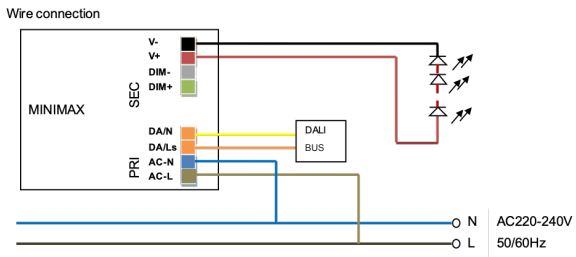 Wire connection
V-
V+
DIM-
DIM+
SEC
MINIMAX
DA/N
DA/Ls
AC-N
AC-L
PRI
DALI
BUS
N AC220-240V
L 50/60Hz